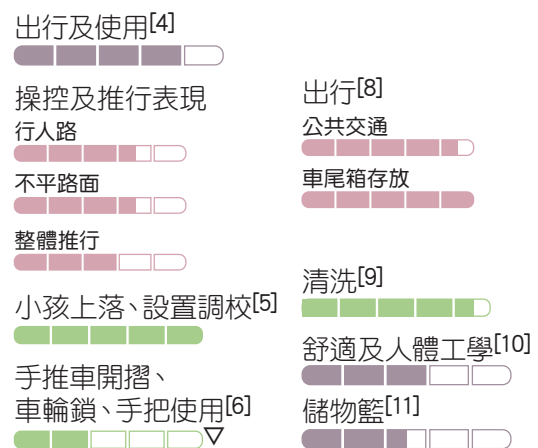 出行及使用[4]
操控及推行表現
行人路
不平路面
整體推行
小孩上落、設置調校[5]
手推車開摺、
車輪鎖、手把使用[6]
出行[8]
公共交通
車尾箱存放
清洗[9]
舒適及人體工學[10]
儲物籃[11]